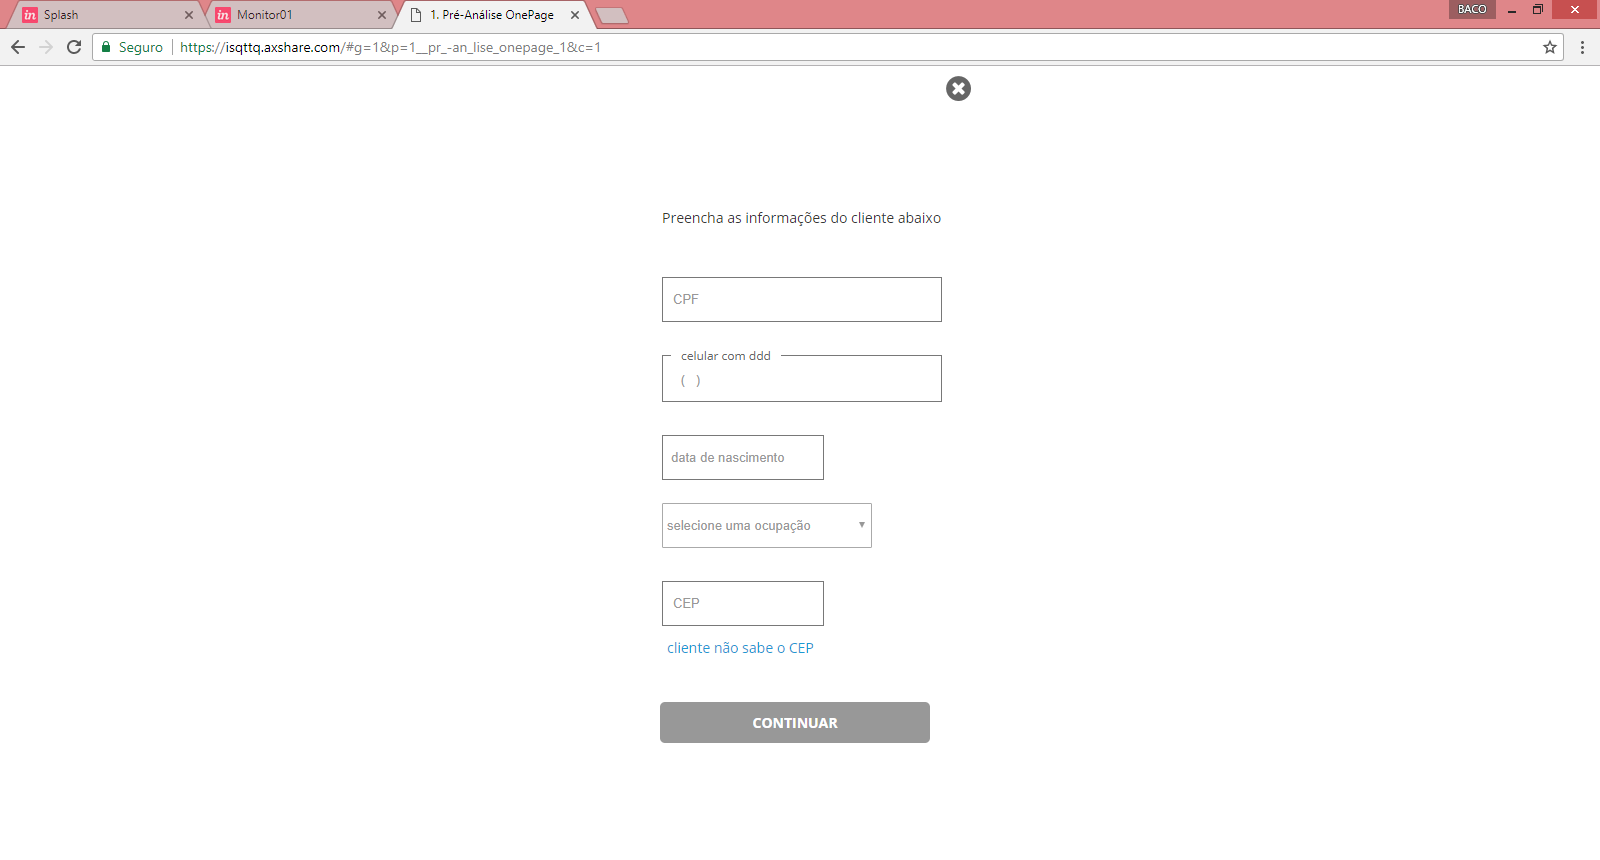 in Splash
in Monitor01
1. Pré-Análise OnePage
BACO
Seguro
https://isqttq.axshare.com/#g=1&p=1__pr_-an_lise_onepage_1&c=1
Preencha as informações do cliente abaixo
CPF
celular com ddd
( )
data de nascimento
selecione uma ocupação
CEP
cliente não sabe o CEP
CONTINUAR